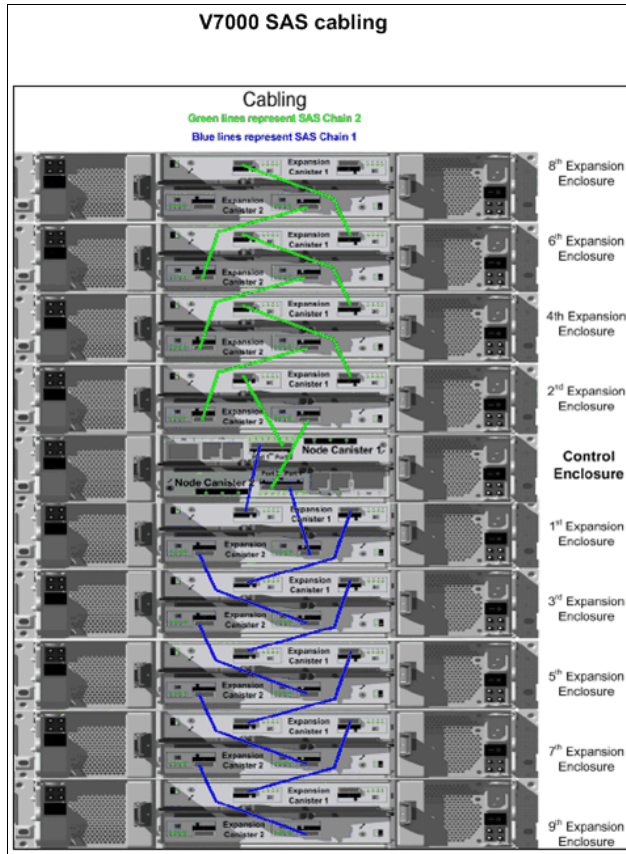 V7000 SAS cabling
Cabling
Green lines represent SAS Chain 2
Blue lines represent SAS Chain 1
Expansion
Canister 1
Expansion
Canister 2
8th Expansion
Enclosure
Expansion
Canister 1
Expansion
Canister 2
6th Expansion
Enclosure
Expansion
Canister 1
Expansion
Canister 2
4th Expansion
Enclosure
Expansion
Canister 1
Expansion
Canister 2
2rd Expansion
Enclosure
Node Canister 1
Node Canister
Control
Enclosure
Expansion
Canister 1
Expansion
Canister 2
1st Expansion
Enclosure
Expansion
Canister 1
Expansion
Canister 2
3rd Expansion
Enclosure
Expansion
Canister 1
Expansion
Canister 2
5th Expansion
Enclosure
Expansion
Canister 1
Expansion
Canister 2
7th Expansion
Enclosure
Expansion
Canister 1
Expansion
Canister 2
9th Expansion
Enclosure